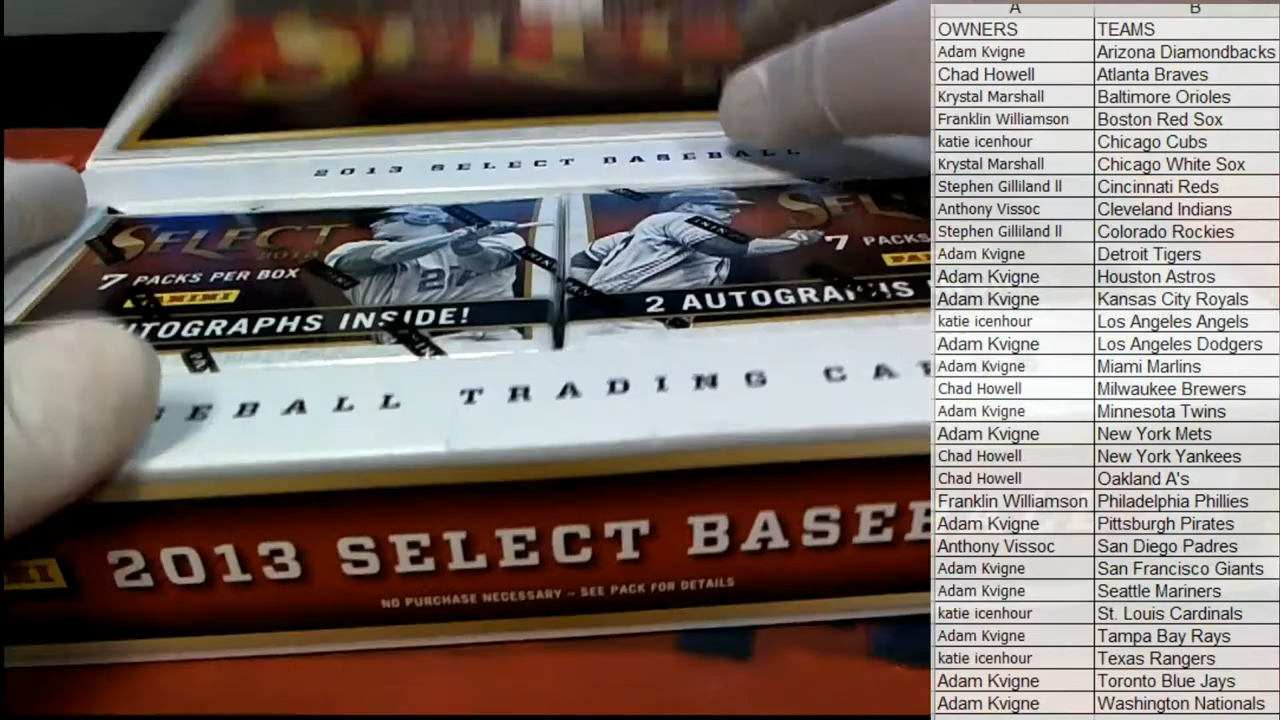 2013 SELECT BASEBALL
SELECT
7 PACKS PER BOX
PANINI
UTOGRAPHS INSIDE!
7 PACKS
2 AUTOGRAPHS
EBALL TRADING CA
2013 SELECT BASEB
NO PURCHASE NECESSARY – SEE PACK FOR DETAILS
A B
OWNERS TEAMS
Adam Kvigne Arizona Diamondbacks
Chad Howell Atlanta Braves
Krystal Marshall Baltimore Orioles
Franklin Williamson Boston Red Sox
katie icenhour Chicago Cubs
Krystal Marshall Chicago White Sox
Stephen Gilliland ll Cincinnati Reds
Anthony Vissoc Cleveland Indians
Stephen Gilliland ll Colorado Rockies
Adam Kvigne Detroit Tigers
Adam Kvigne Houston Astros
Adam Kvigne Kansas City Royals
katie icenhour Los Angeles Angels
Adam Kvigne Los Angeles Dodgers
Adam Kvigne Miami Marlins
Chad Howell Milwaukee Brewers
Adam Kvigne Minnesota Twins
Adam Kvigne New York Mets
Chad Howell New York Yankees
Chad Howell Oakland A's
Franklin Williamson Philadelphia Phillies
Adam Kvigne Pittsburgh Pirates
Anthony Vissoc San Diego Padres
Adam Kvigne San Francisco Giants
Adam Kvigne Seattle Mariners
katie icenhour St. Louis Cardinals
Adam Kvigne Tampa Bay Rays
katie icenhour Texas Rangers
Adam Kvigne Toronto Blue Jays
Adam Kvigne Washington Nationals